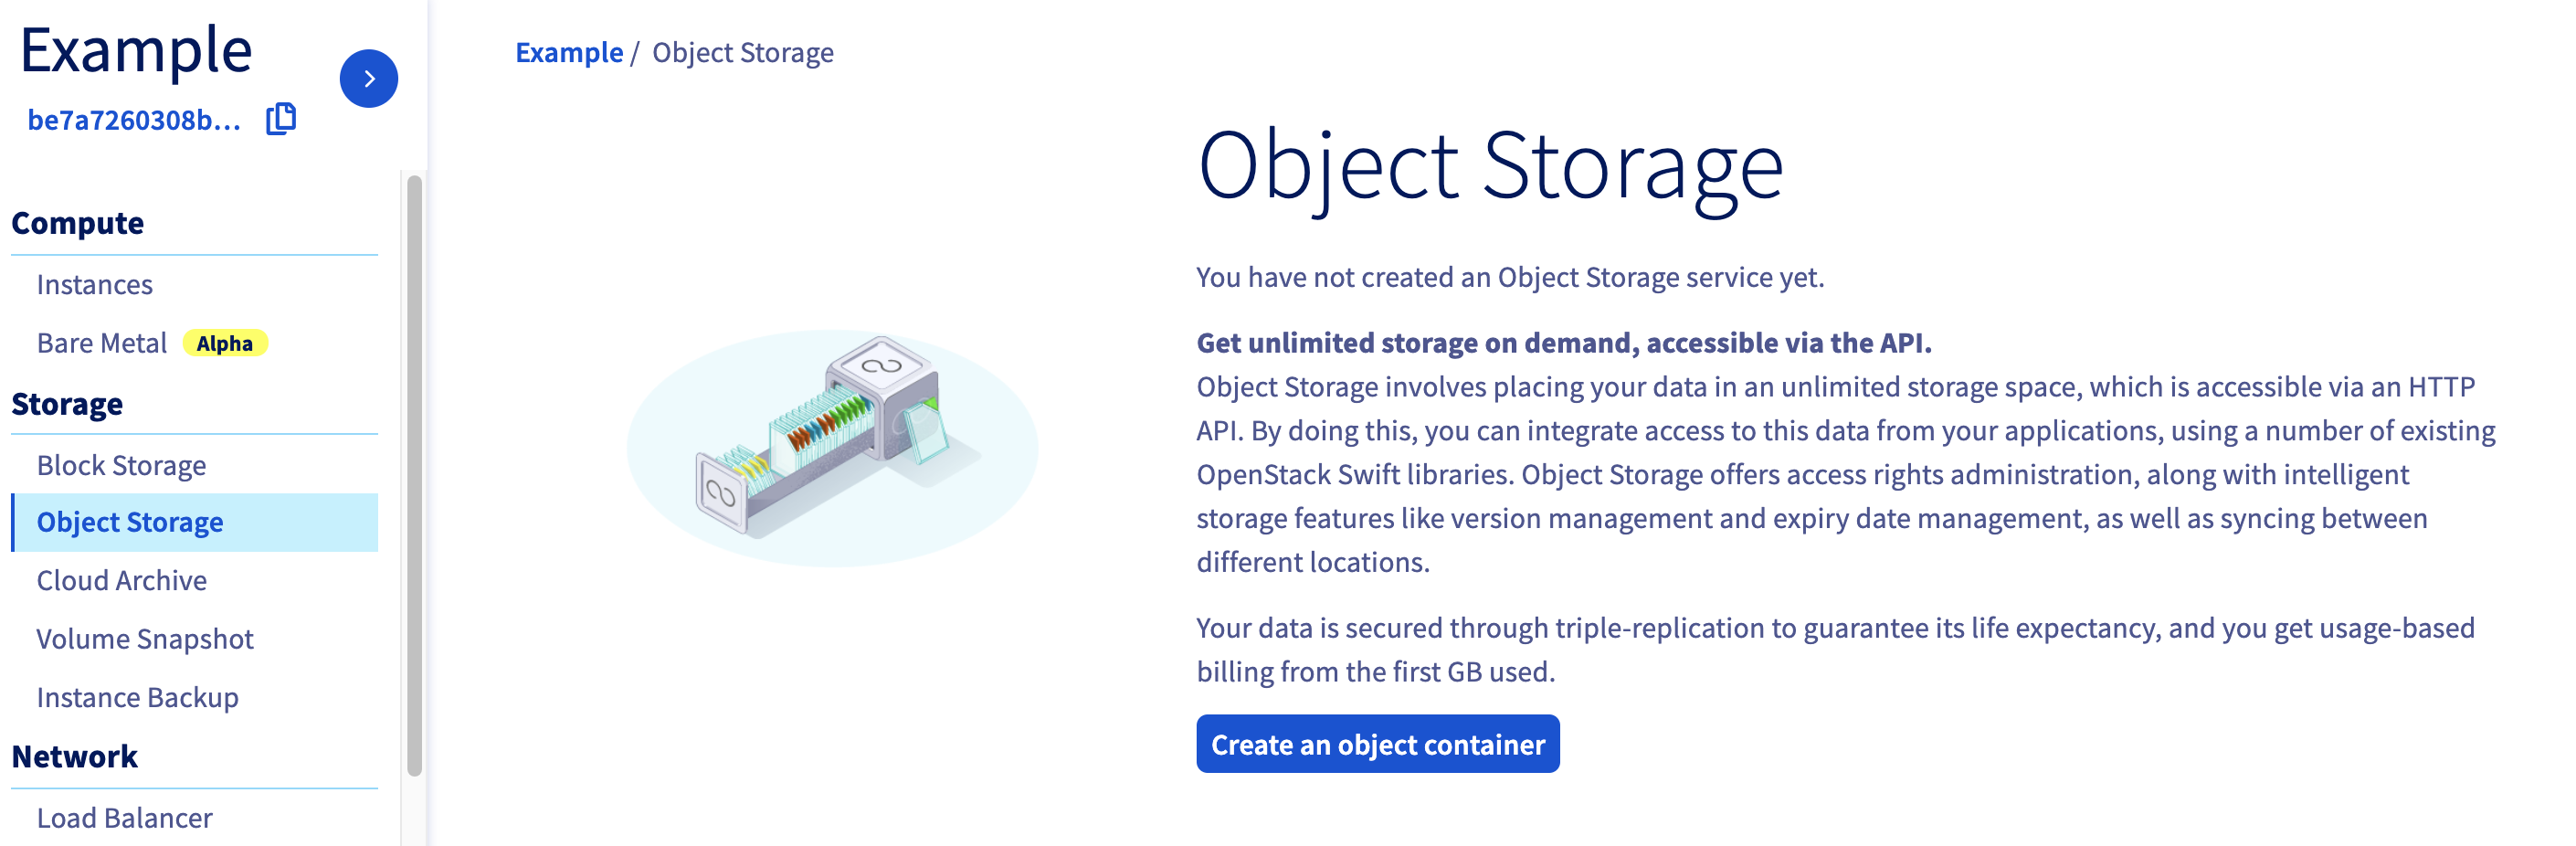 Example
be7a7260308b...
Compute
Instances
Bare Metal Alpha
Storage
Block Storage
Object Storage
Cloud Archive
Volume Snapshot
Instance Backup
Network
Load Balancer
Example / Object Storage
Object Storage
You have not created an Object Storage service yet.
Get unlimited storage on demand, accessible via the API.
Object Storage involves placing your data in an unlimited storage space, which is accessible via an HTTP
API. By doing this, you can integrate access to this data from your applications, using a number of existing
OpenStack Swift libraries. Object Storage offers access rights administration, along with intelligent
storage features like version management and expiry date management, as well as syncing between
different locations.
Your data is secured through triple-replication to guarantee its life expectancy, and you get usage-based
billing from the first GB used.
Create an object container